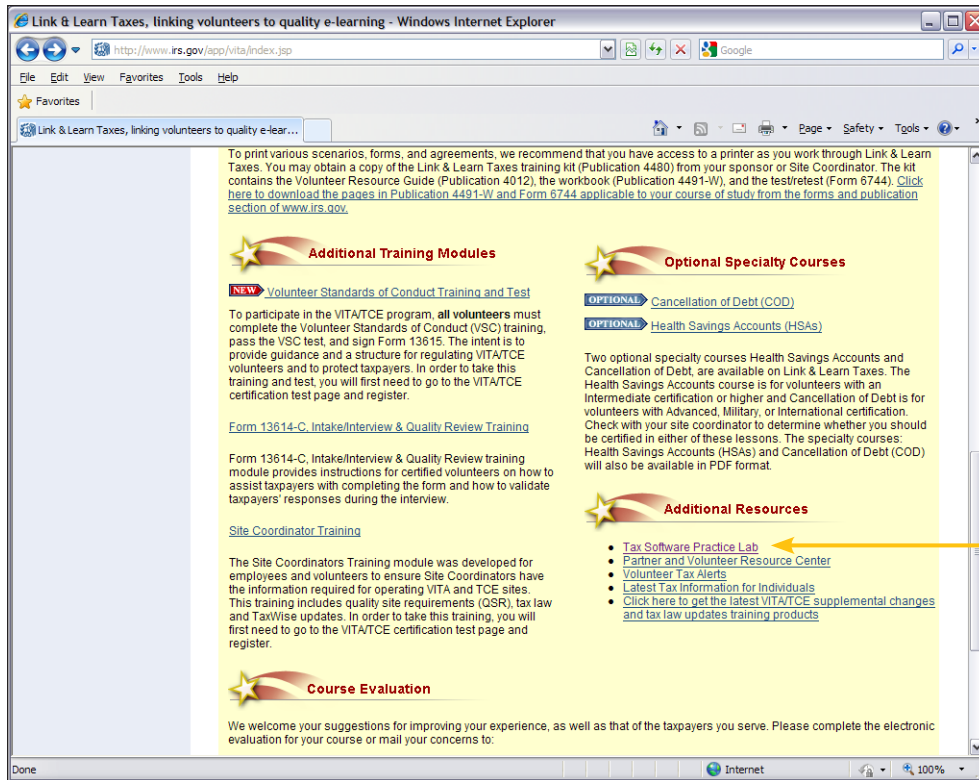 Link & Learn Taxes, linking volunteers to quality e-learning - Windows Internet Explorer
http://www.irs.gov/app/vita/index.jsp
Google
File Edit View Favorites Tools Help
Favorites
Link & Learn Taxes, linking volunteers to quality e-lear...
Page Safety Tools
To print various scenarios, forms, and agreements, we recommend that you have access to a printer as you work through Link & Learn
Taxes. You may obtain a copy of the Link & Learn Taxes training kit (Publication 4480) from your sponsor or Site Coordinator. The kit
contains the Volunteer Resource Guide (Publication 4012), the workbook (Publication 4491-W), and the test/retest (Form 6744). Click
here to download the pages in Publication 4491-W and Form 6744 applicable to your course of study from the forms and publication
section of www.irs.gov.
Additional Training Modules
NEW Volunteer Standards of Conduct Training and Test
To participate in the VITA/TCE program, all volunteers must
complete the Volunteer Standards of Conduct (VSC) training,
pass the VSC test, and sign Form 13615. The intent is to
provide guidance and a structure for regulating VITA/TCE
volunteers and to protect taxpayers. In order to take this
training and test, you will first need to go to the VITA/TCE
certification test page and register.
Form 13614-C, Intake/Interview & Quality Review Training
Form 13614-C, Intake/Interview & Quality Review training
module provides instructions for certified volunteers on how to
assist taxpayers with completing the form and how to validate
taxpayers' responses during the interview.
Site Coordinator Training
The Site Coordinators Training module was developed for
employees and volunteers to ensure Site Coordinators have
the information required for operating VITA and TCE sites.
This training includes quality site requirements (QSR), tax law
and TaxWise updates. In order to take this training, you will
first need to go to the VITA/TCE certification test page and
register.
Optional Specialty Courses
OPTIONAL Cancellation of Debt (COD)
OPTIONAL Health Savings Accounts (HSAs)
Two optional specialty courses Health Savings Accounts and
Cancellation of Debt, are available on Link & Learn Taxes. The
Health Savings Accounts course is for volunteers with an
Intermediate certification or higher and Cancellation of Debt is for
volunteers with Advanced, Military, or International certification.
Check with your site coordinator to determine whether you should
be certified in either of these lessons. The specialty courses:
Health Savings Accounts (HSAs) and Cancellation of Debt (COD)
will also be available in PDF format.
Additional Resources
• Tax Software Practice Lab
• Partner and Volunteer Resource Center
• Volunteer Tax Alerts
• Latest Tax Information for Individuals
• Click here to get the latest VITA/TCE supplemental changes
and tax law updates training products
Course Evaluation
We welcome your suggestions for improving your experience, as well as that of the taxpayers you serve. Please complete the electronic
evaluation for your course or mail your concerns to:
Done
Internet
100%